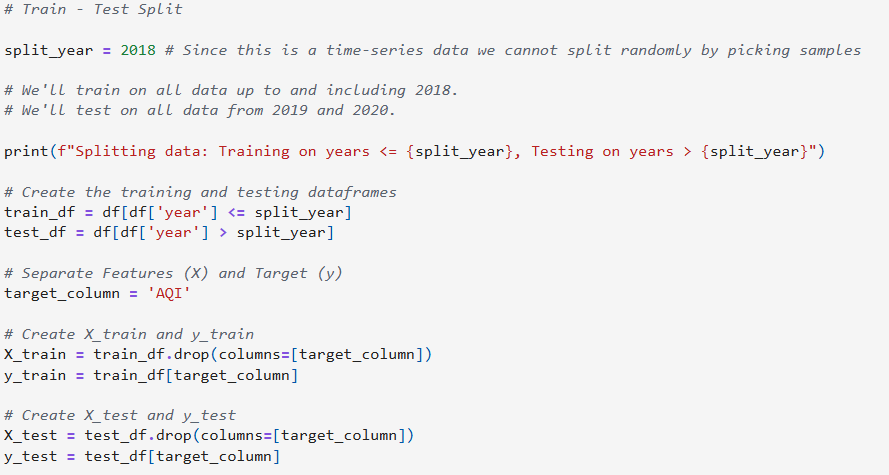 # Train - Test Split
split_year = 2018 # Since this is a time-series data we cannot split randomly by picking samples
# We'll train on all data up to and including 2018.
# We'll test on all data from 2019 and 2020.
print(f"Splitting data: Training on years <= {split_year}, Testing on years > {split_year}")
# Create the training and testing dataframes
train_df = df[df['year'] <= split_year]
test_df = df[df['year'] > split_year]
# Separate Features (X) and Target (y)
target_column = 'AQI'
# Create X_train and y_train
X_train = train_df.drop(columns=[target_column])
y_train = train_df[target_column]
# Create X_test and y_test
X_test = test_df.drop(columns=[target_column])
y_test = test_df[target_column]